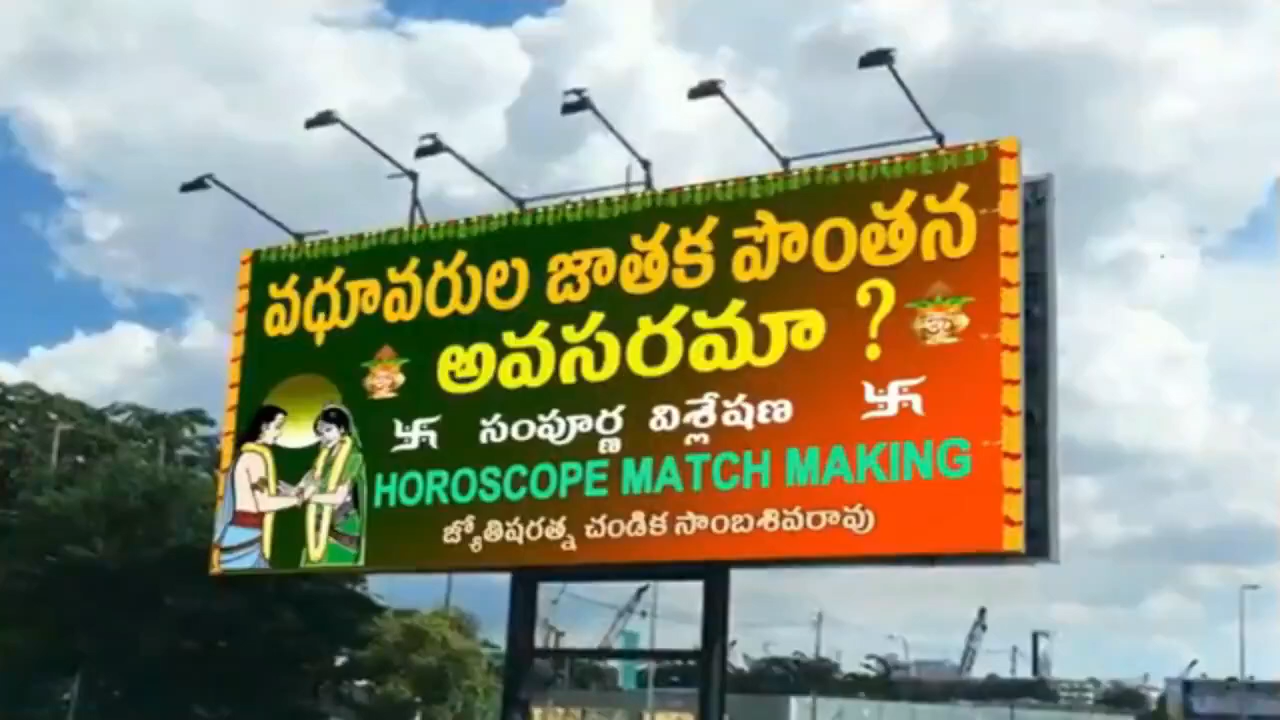 వధూవరుల జాతక పొంతన
అవసరమా ?
సంపూర్ణ విశ్లేషణ
HOROSCOPE MATCH MAKING
జ్యోతిషరత్న చండిక సాంబశివరావు